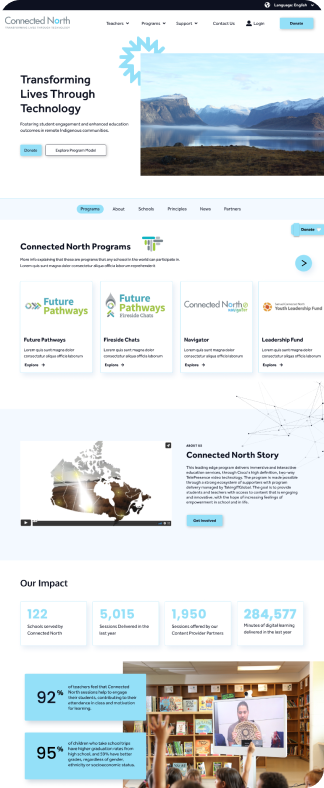 Language: English
Connected North
TRANSFORMING LIVES THROUGH TECHNOLOGY
Teachers
Programs
Support
Contact Us
Login
Donate
Transforming
Lives Through
Technology
Fostering student engagement and enhanced education
outcomes in remote Indigenous communities.
Donate
Explore Program Model
Programs
About
Schools
Principles
News
Partners
Donate
Connected North Programs
More info explaining that these are programs that any school in the world can participate in.
Lorem quis sunt magna dolor consectetur aliqua officia laborum reprehenderit
Future
Pathways
Future Pathways
Lorem quis sunt magna dolor
consectetur aliqua officia laborum
Explore
Future
Pathways
Fireside Chats
Fireside Chats
Lorem quis sunt magna dolor
consectetur aliqua officia laborum
Explore
Connected North
navigator
Navigator
Lorem quis sunt magna dolor
consectetur aliqua officia laborum
Explore
Youth Leadership Fund
Leadership Fund
Lorem quis sunt magna dolor
consectetur aliqua officia laborum
Explore
ABOUT US
Connected North Story
This leading edge program delivers immersive and interactive
education services, through Cisco's high definition, two-way
TelePresence video technology. The program is made possible
through a strong ecosystem of supporters with program
delivery managed by TakingITGlobal. The goal is to provide
students and teachers with access to content that is engaging
and innovative, with the hope of increasing feelings of
empowerment in school and in life.
Get Involved
Our Impact
122
Schools served by
Connected North
5,015
Sessions Delivered in the
last year
1,950
Sessions offered by our
Content Provider Partners
284,577
Minutes of digital learning
delivered in the last year
92%
of teachers feel that Connected
North sessions help to engage
their students, contributing to their
attendance in class and motivation
for learning.
95%
of children who take school trips
have higher graduation rates from
high school, and 59% have better
grades, regardless of gender,
ethnicity or socioeconomic status.